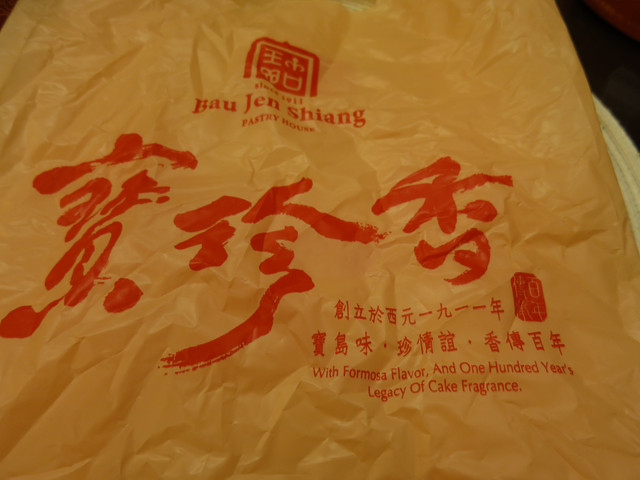 since 1911
Bau Jen Shiang
PASTRY HOUSE
寶珍香
創立於西元一九一一年
寶島味·珍情誼·香傳百年
With Formosa Flavor, And One Hundred Year's
Legacy Of Cake Fragrance.